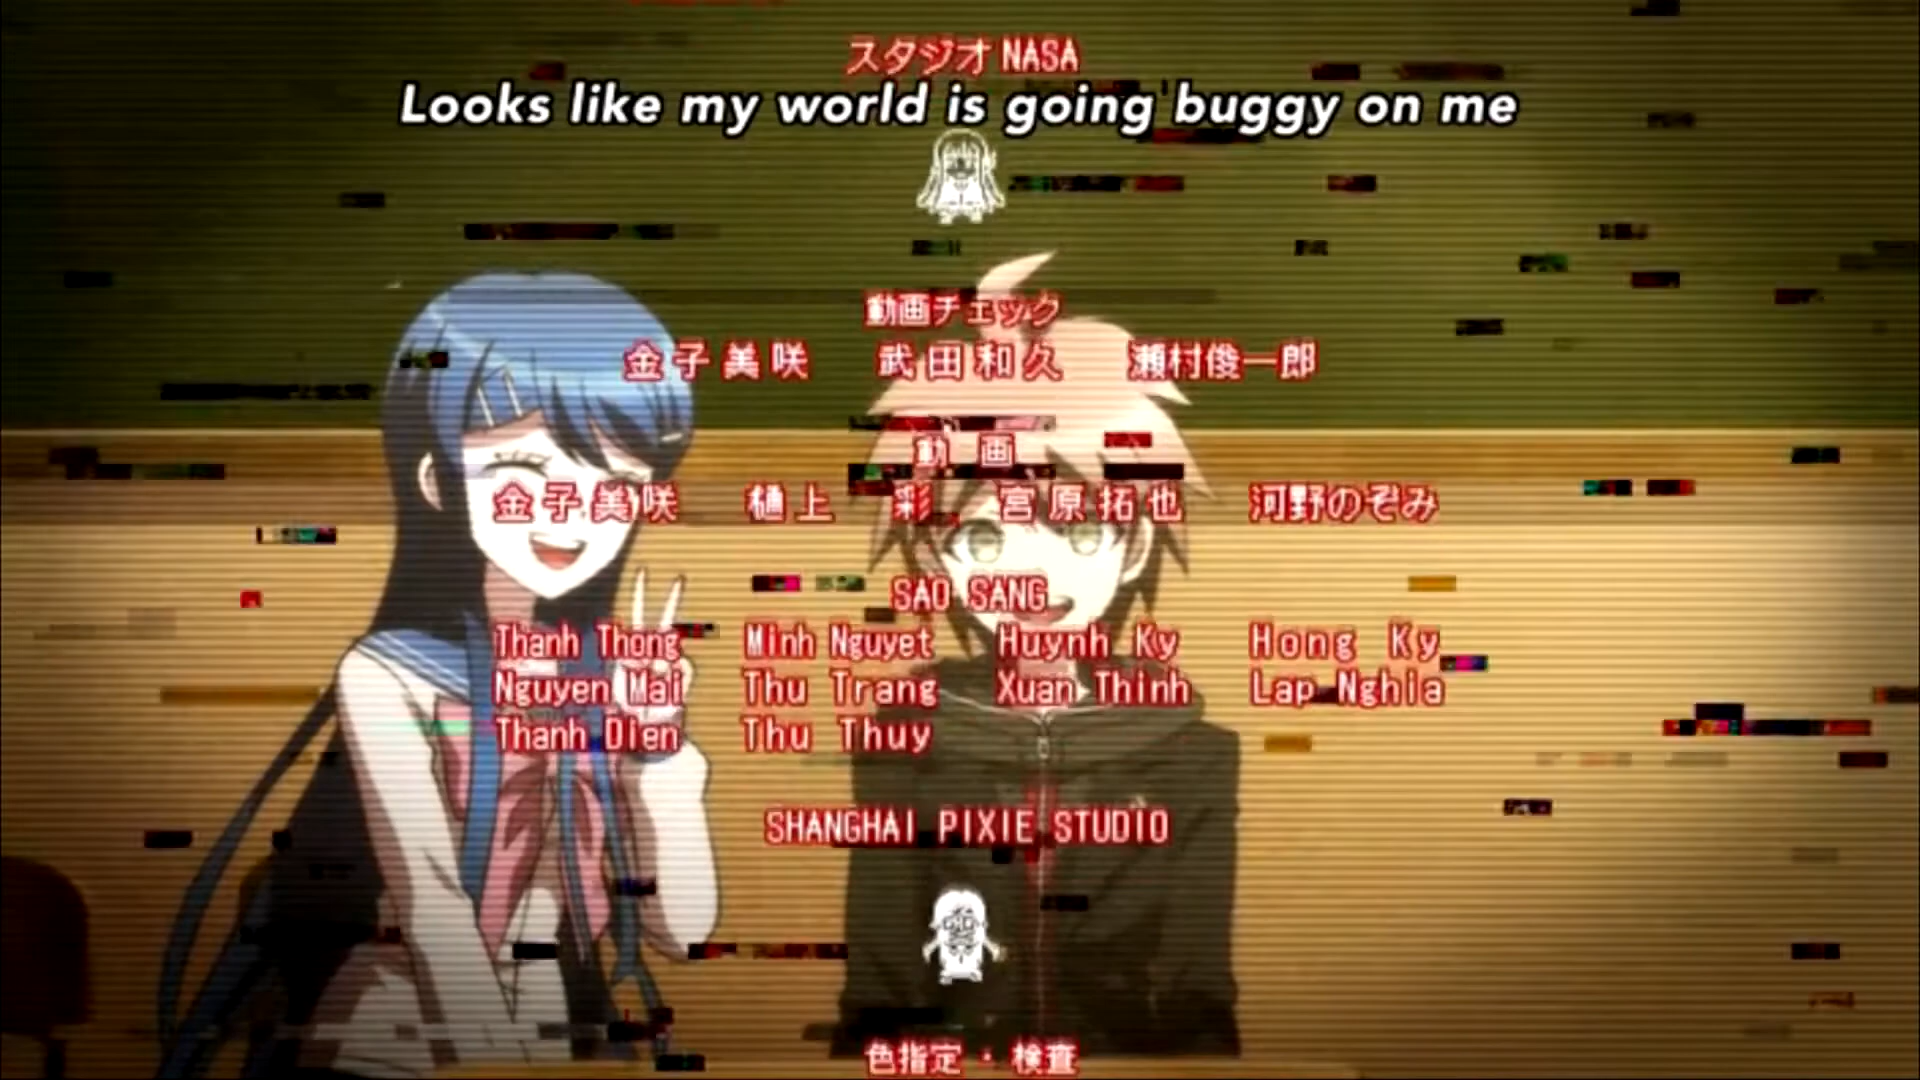 スタジオNASA
Looks like my world is going buggy on me
動画チェック
金子美咲 武田和久 瀬村俊一郎
動 画
金子美咲 樋上 彩 宮原拓也 河野のぞみ
SAO SANG
Thanh Thong Minh Nguyet Huynh Ky Hong Ky
Nguyen Mai Thu Trang Xuan Thinh Lap Nghia
Thanh Dien Thu Thuy
SHANGHAI PIXIE STUDIO
色指定・検査